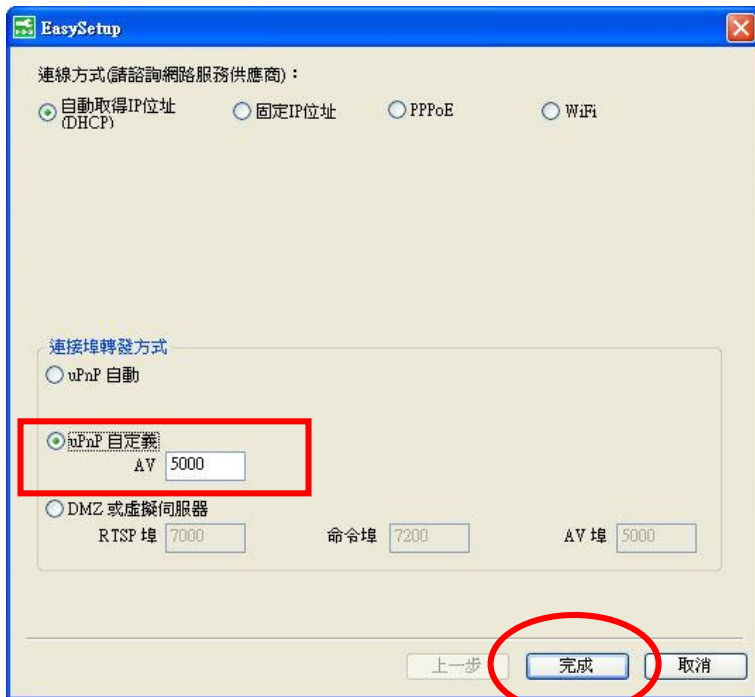 EasySetup
連線方式(請諮詢網路服務供應商)：
自動取得IP位址
(DHCP)
固定IP位址
PPPoE
WiFi
連接埠轉發方式
uPnP 自動
uPnP 自定義
AV 5000
DMZ 或虛擬伺服器
RTSP 埠 7000 命令埠 7200 AV 埠 5000
上一步 完成 取消